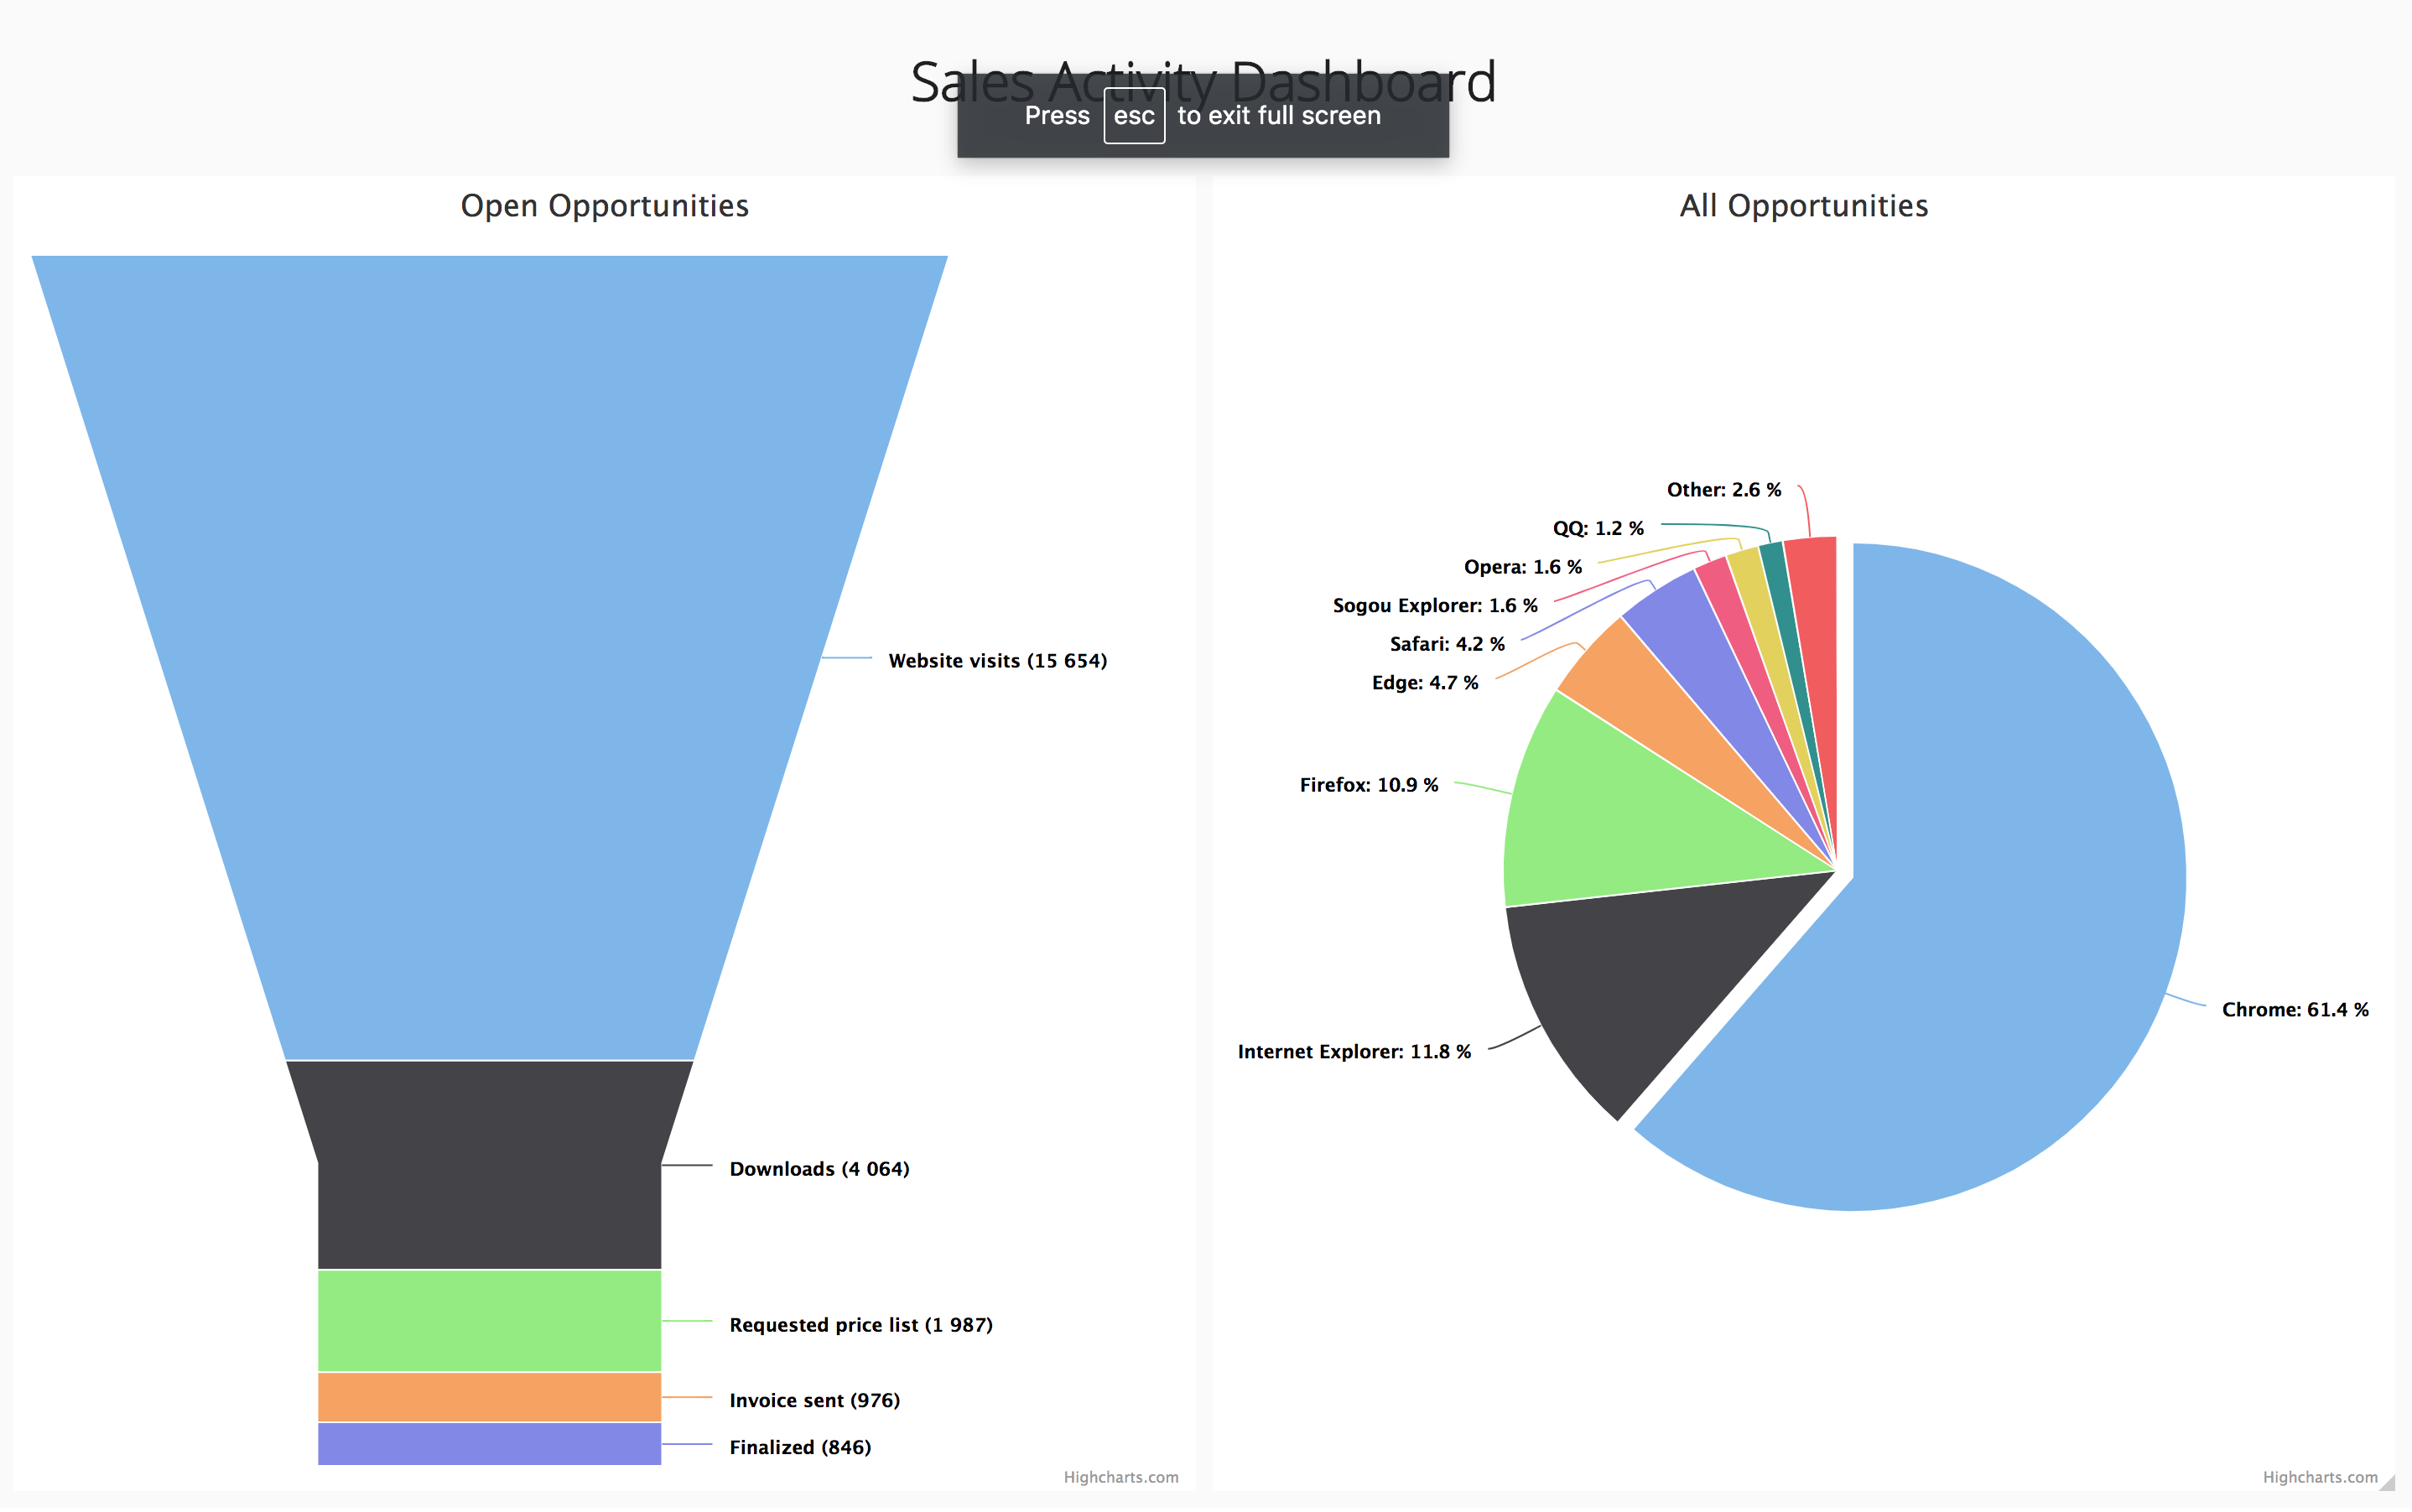 Sales Activity Dashboard
Press esc to exit full screen
Open Opportunities
Website visits (15 654)
Downloads (4 064)
Requested price list (1 987)
Invoice sent (976)
Finalized (846)
Highcharts.com
All Opportunities
Other: 2.6 %
QQ: 1.2 %
Opera: 1.6 %
Sogou Explorer: 1.6 %
Safari: 4.2 %
Edge: 4.7 %
Firefox: 10.9 %
Chrome: 61.4 %
Internet Explorer: 11.8 %
Highcharts.com